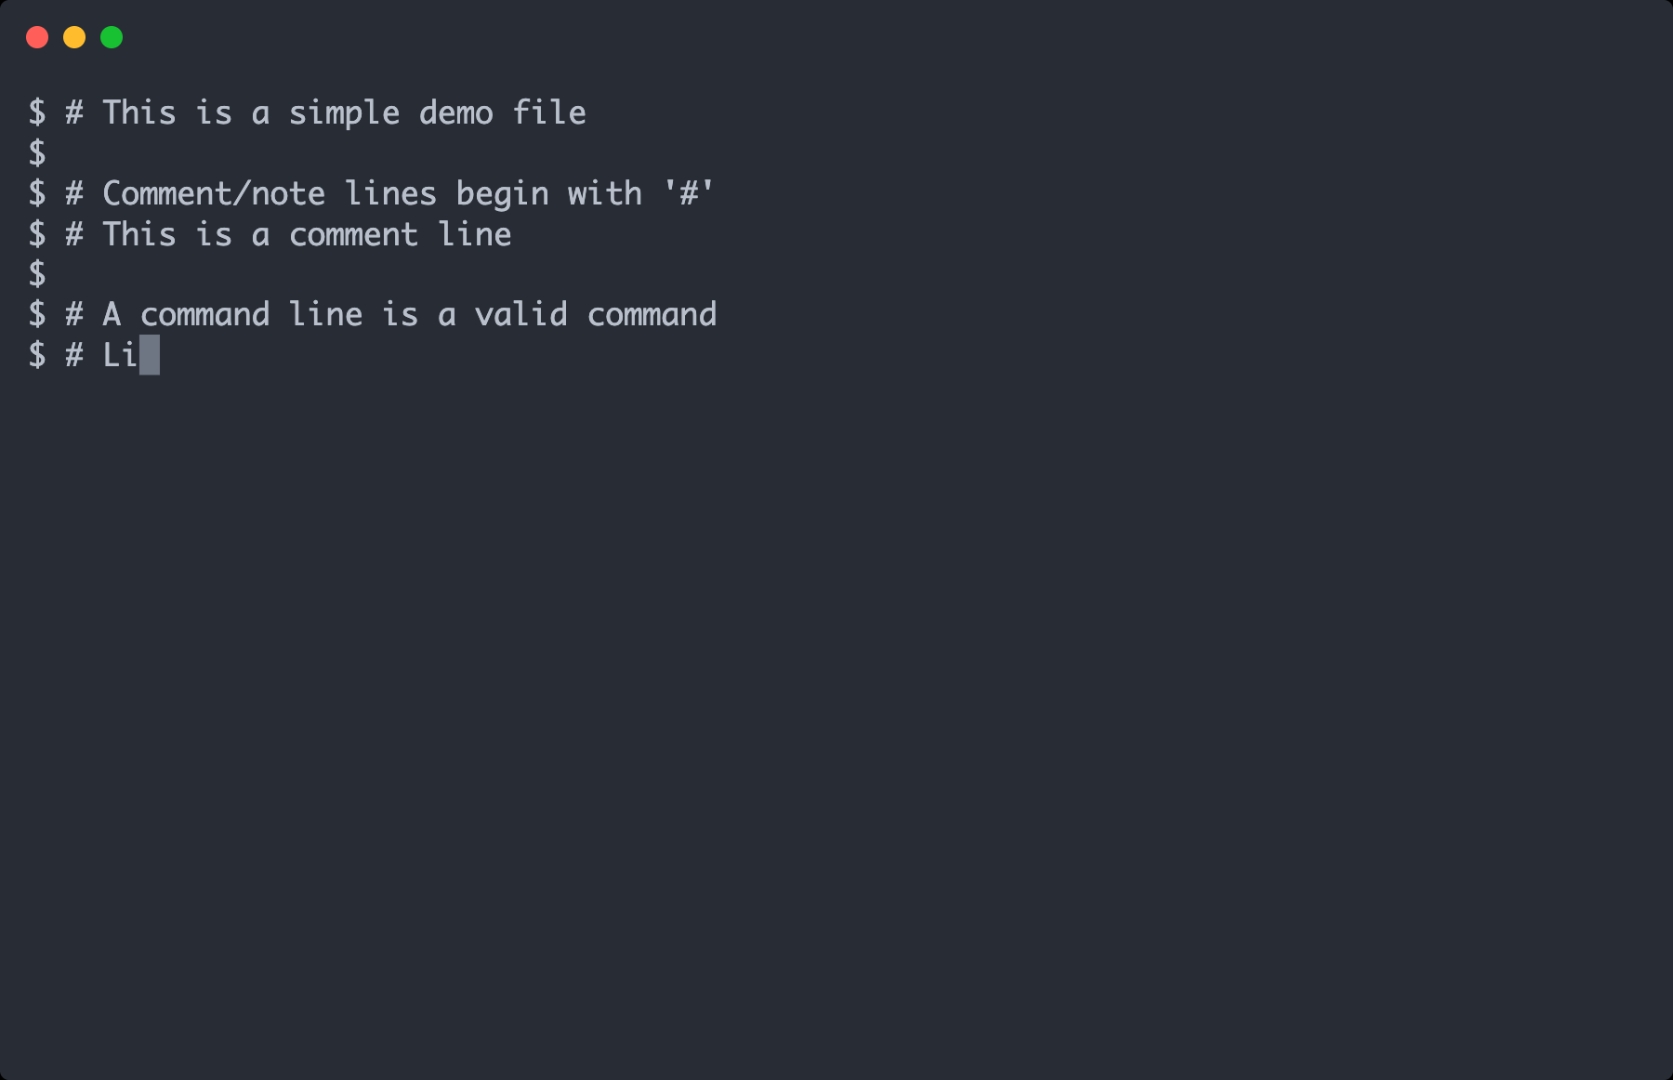 $ # This is a simple demo file
$
$ # Comment/note lines begin with '#'
$ # This is a comment line
$
$ # A command line is a valid command
$ # Li